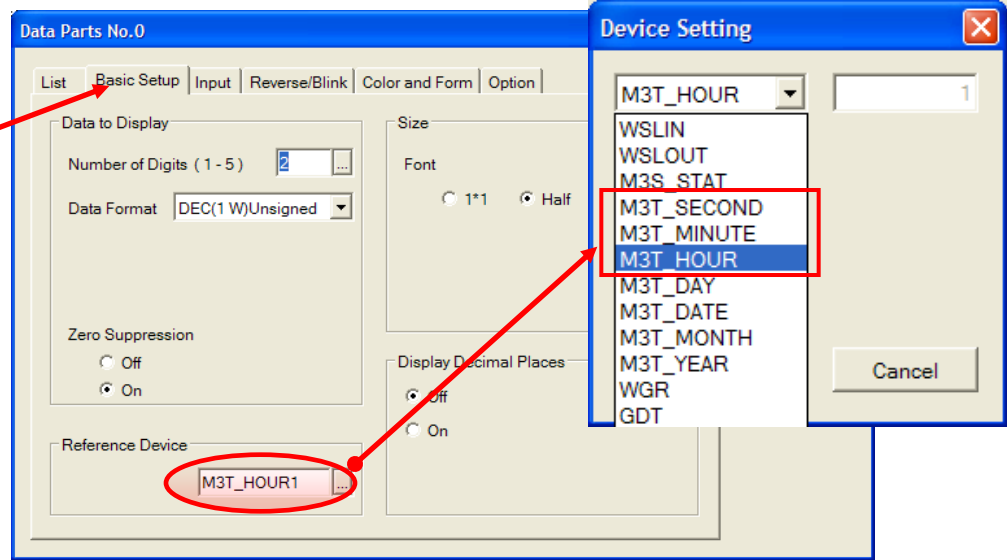 Data Parts No.0
List
Basic Setup
Input
Reverse/Blink
Color and Form
Option
Data to Display
Number of Digits ( 1 - 5 )
2
...
Data Format
DEC(1 W)Unsigned
Zero Suppression
Off
On
Reference Device
M3T_HOUR1
...
Size
Font
1*1
Half
Display Decimal Places
Off
On
Device Setting
M3T_HOUR
1
WSLIN
WSLOUT
M3S_STAT
M3T_SECOND
M3T_MINUTE
M3T_HOUR
M3T_DAY
M3T_DATE
M3T_MONTH
M3T_YEAR
WGR
GDT
Cancel